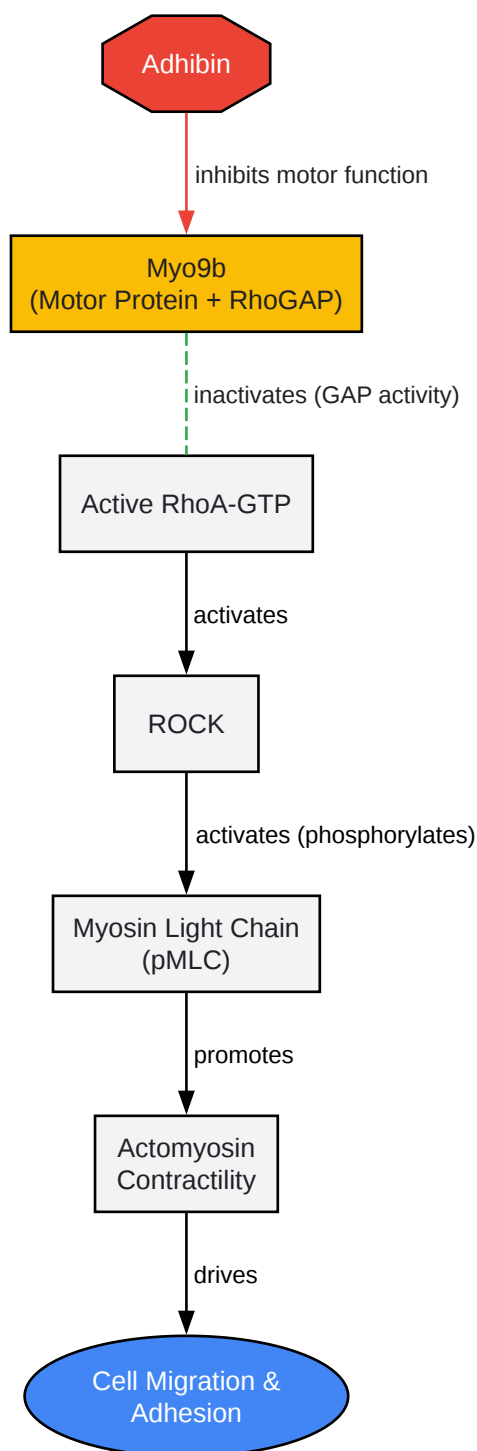 Adhibin
inhibits motor function
Myo9b
(Motor Protein + RhoGAP)
inactivates (GAP activity)
Active RhoA-GTP
activates
ROCK
activates (phosphorylates)
Myosin Light Chain
(pMLC)
promotes
Actomyosin
Contractility
drives
Cell Migration &
Adhesion